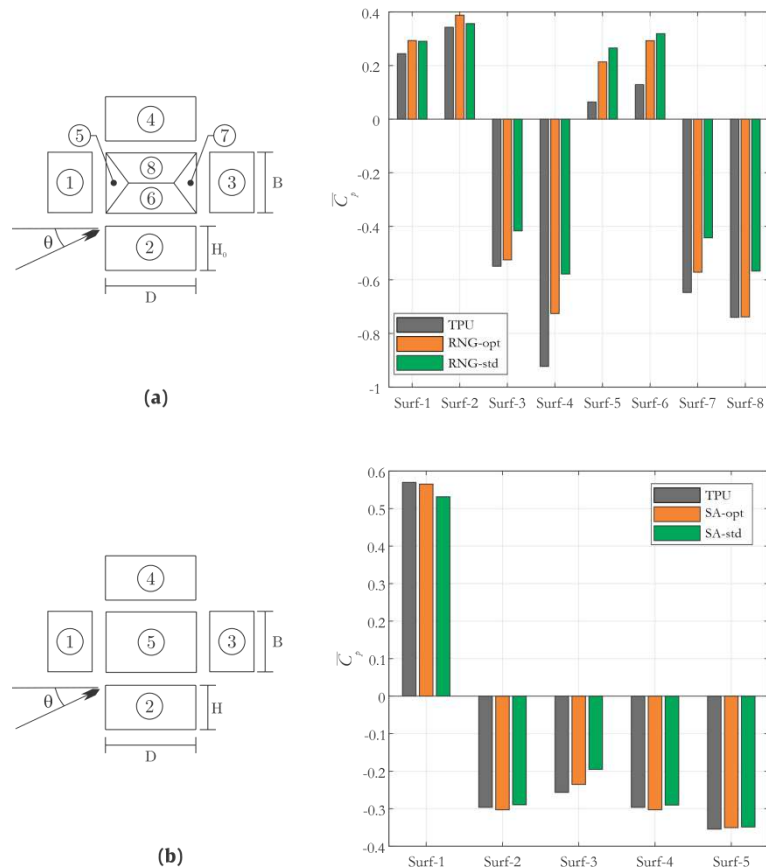 4
5
7
8
1
6
3
B
θ
2
H₀
D
(a)
0.4
0.2
0
-0.2
-0.4
-0.6
-0.8
-1
C̅ₚ
TPU
RNG-opt
RNG-std
Surf-1 Surf-2 Surf-3 Surf-4 Surf-5 Surf-6 Surf-7 Surf-8
4
1
5
3
B
θ
2
H
D
(b)
0.6
0.5
0.4
0.3
0.2
0.1
0
-0.1
-0.2
-0.3
-0.4
C̅ₚ
TPU
SA-opt
SA-std
Surf-1 Surf-2 Surf-3 Surf-4 Surf-5